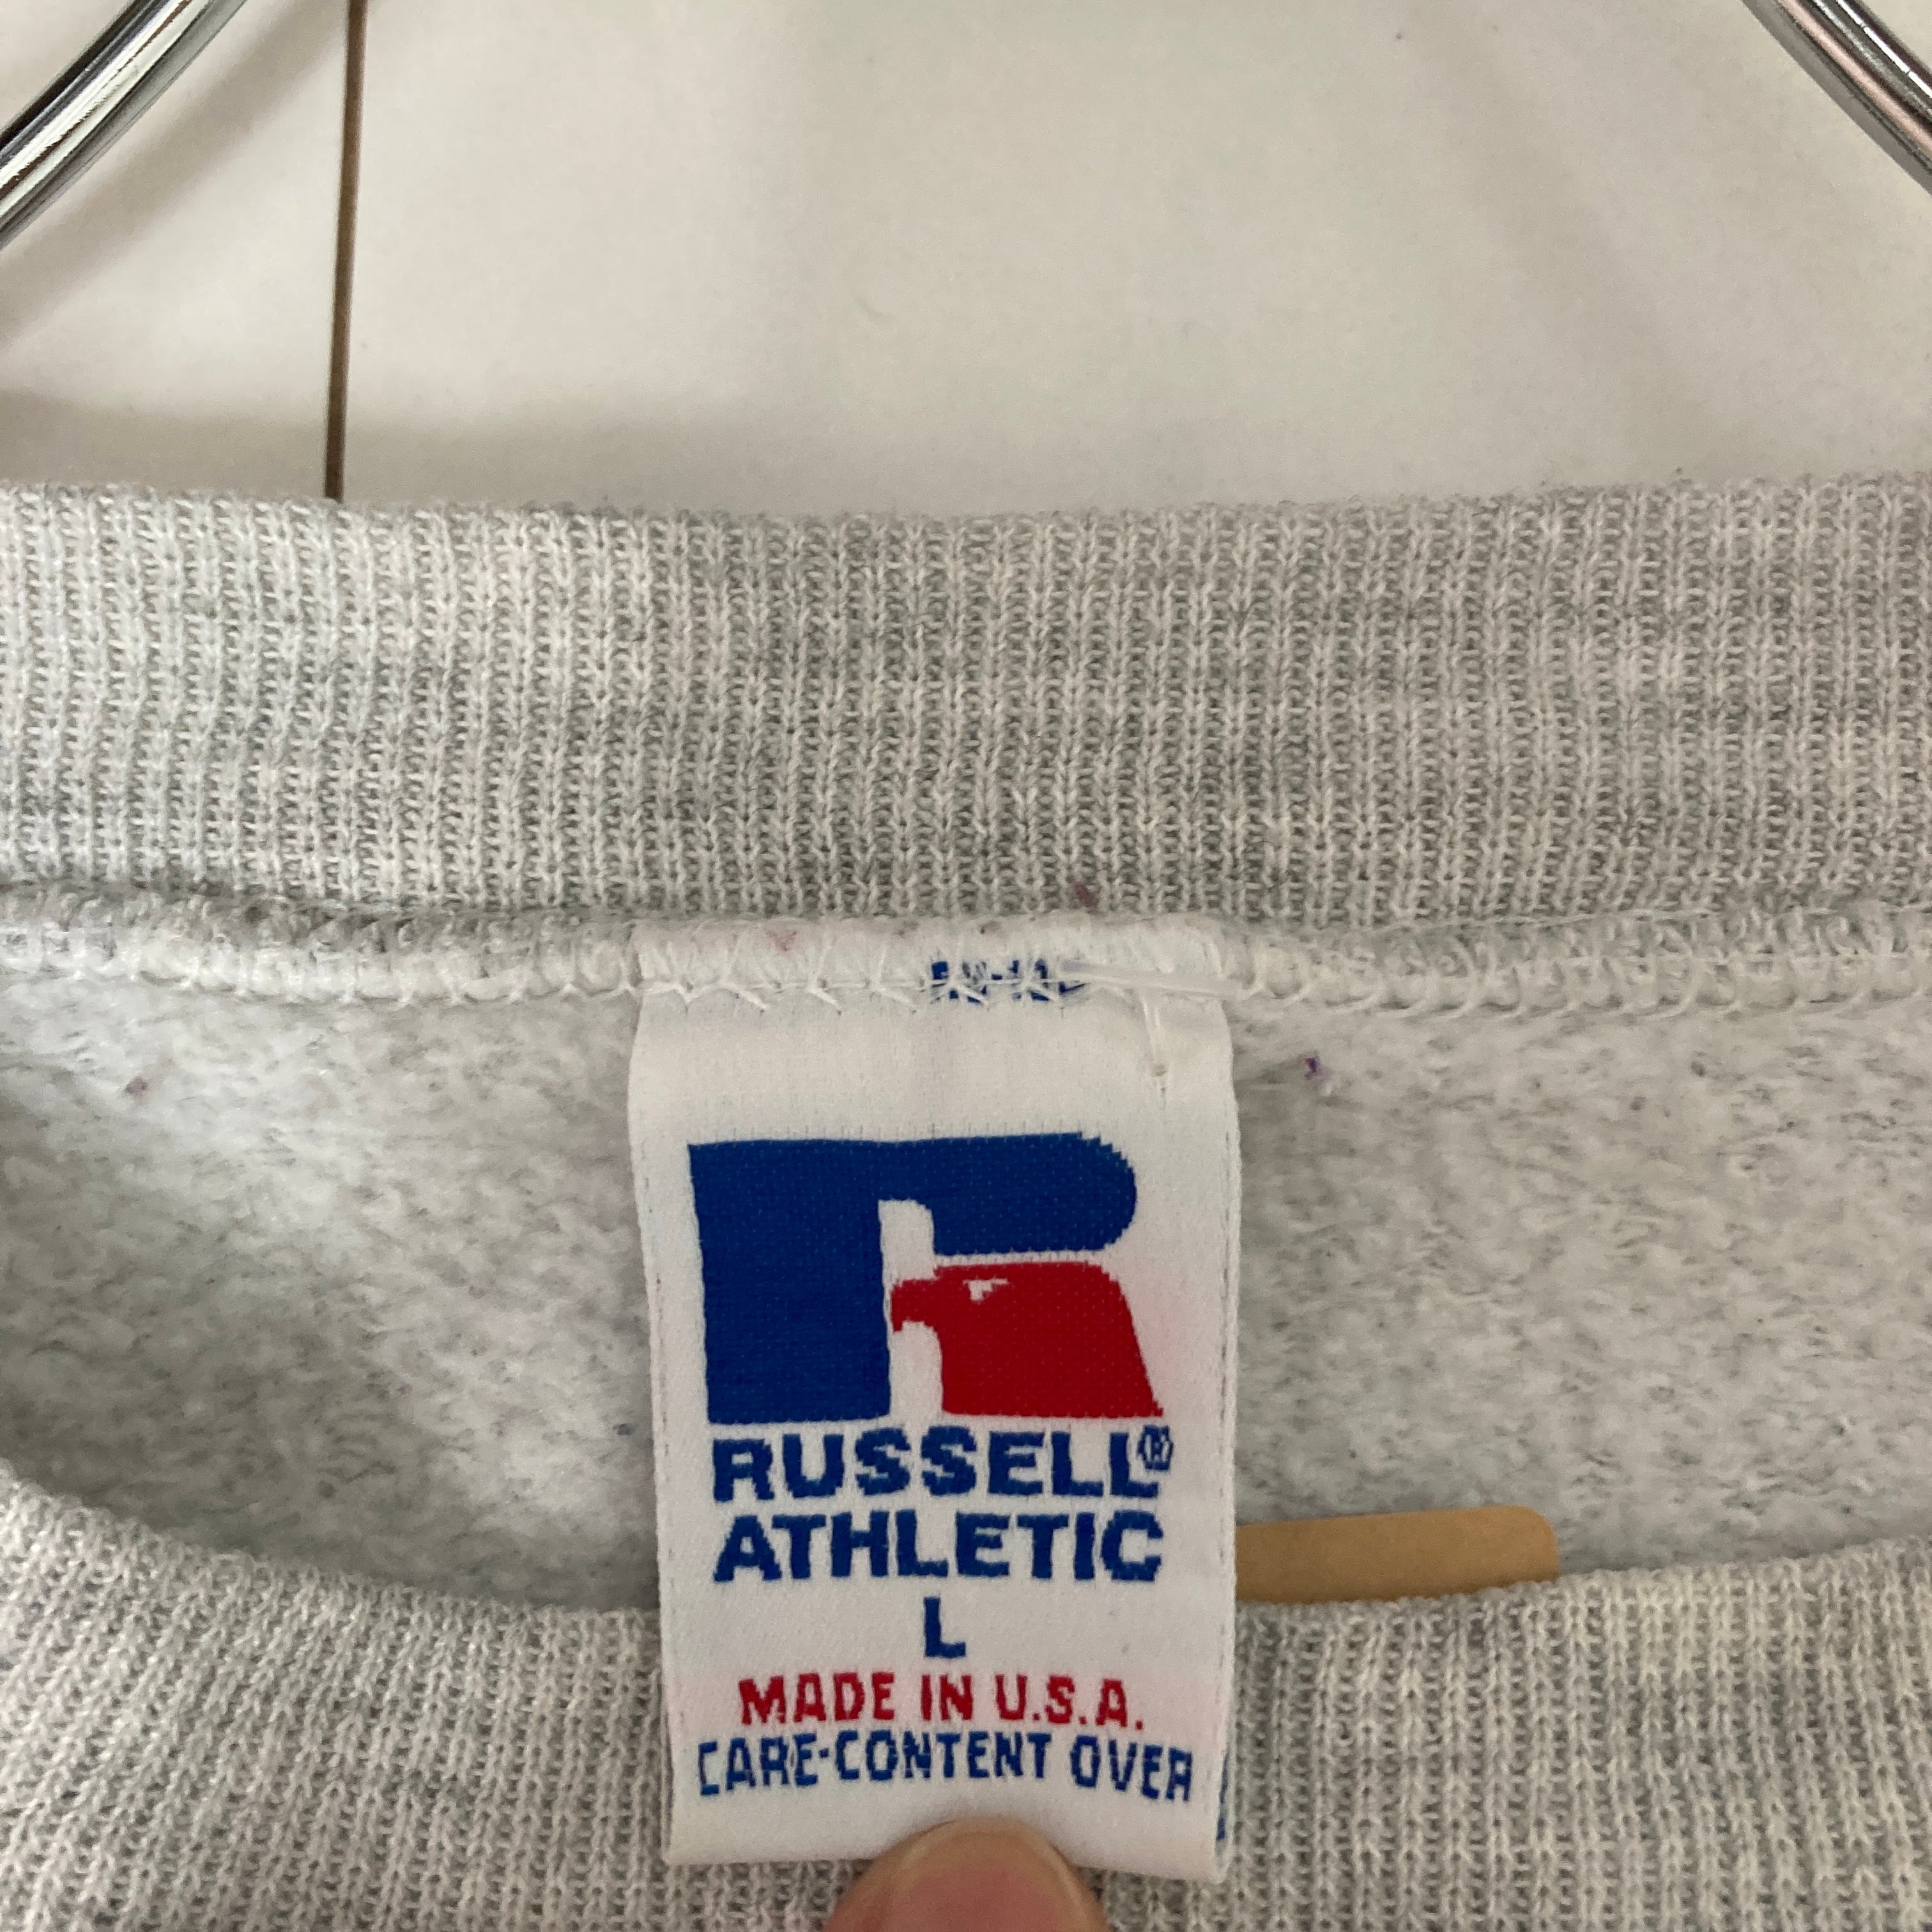 RUSSELL®
ATHLETIC
L
MADE IN U.S.A.
CARE-CONTENT OVER